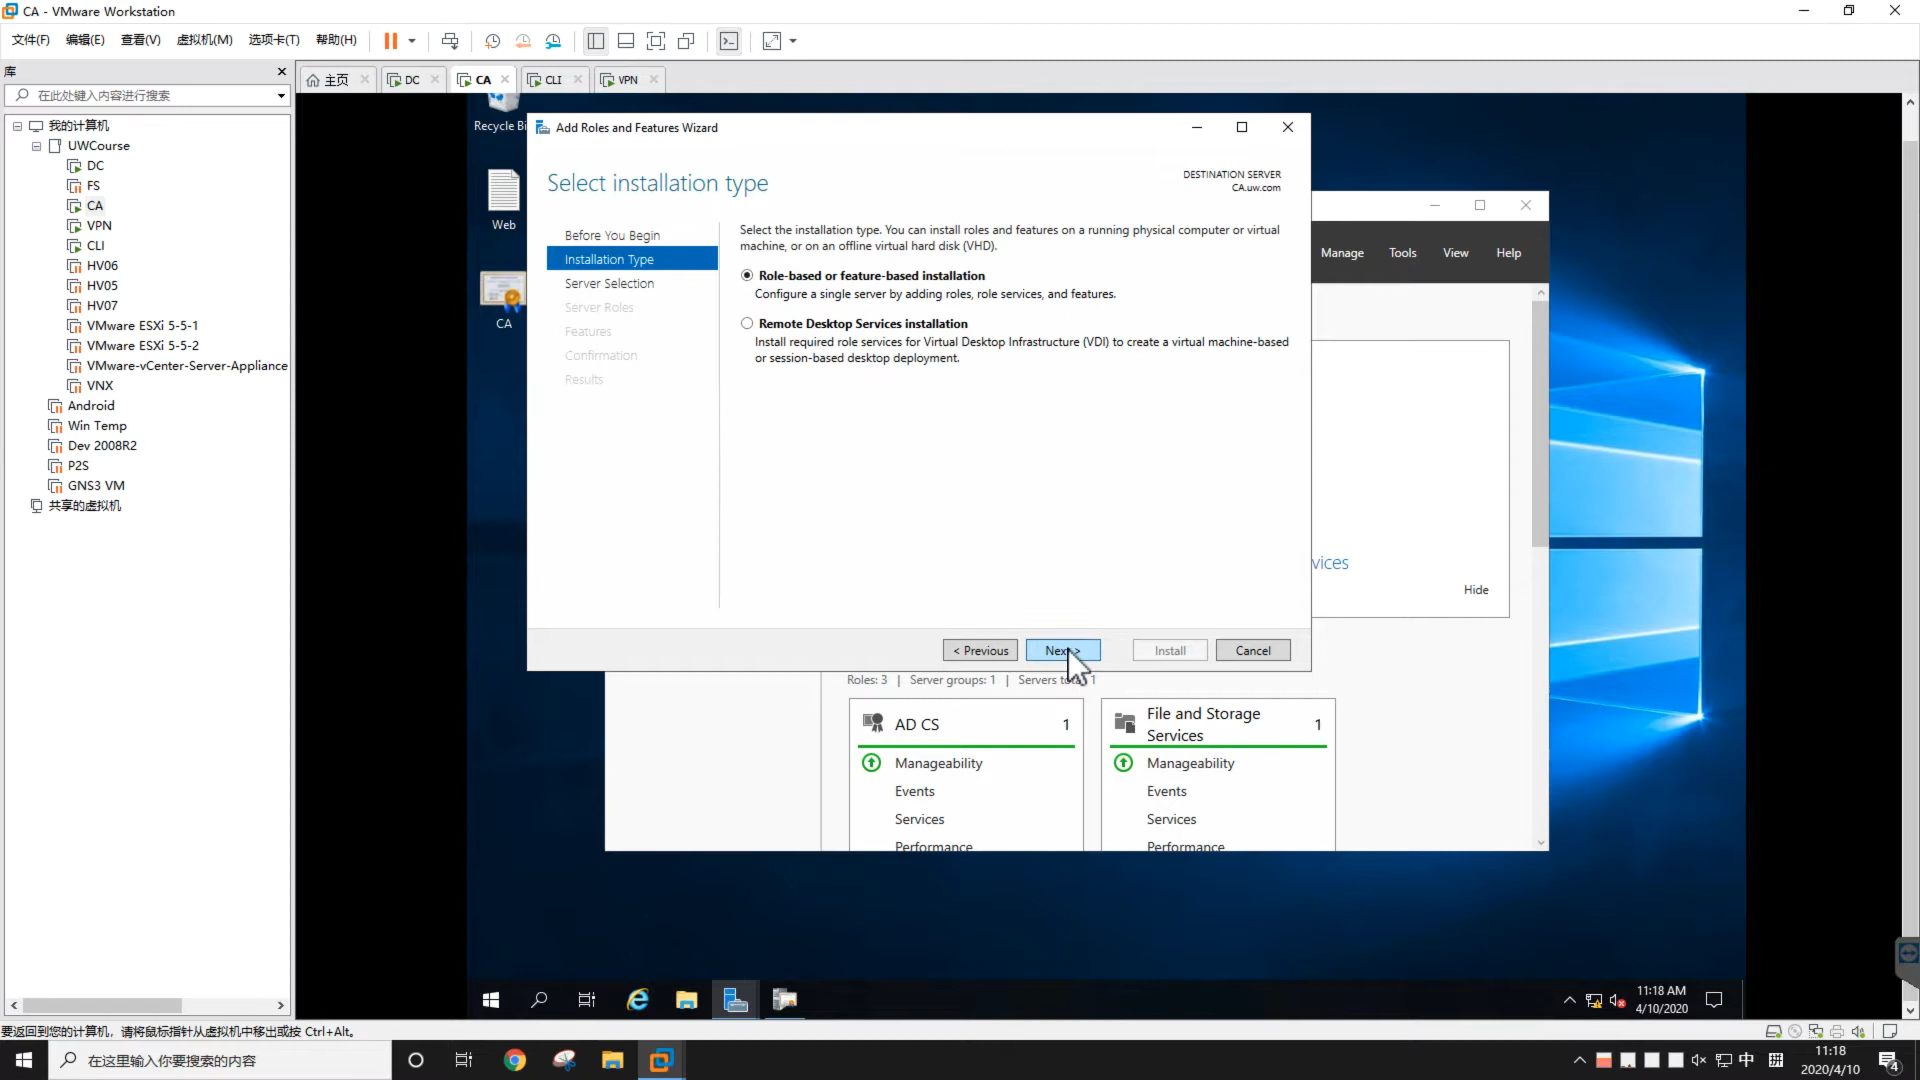 CA - VMware Workstation
文件(F) 编辑(E) 查看(V) 虚拟机(M) 选项卡(T) 帮助(H)
库
在此处键入内容进行搜索
我的计算机
UWCourse
DC
FS
CA
VPN
CLI
HV06
HV05
HV07
VMware ESXi 5-5-1
VMware ESXi 5-5-2
VMware-vCenter-Server-Appliance
VNX
Android
Win Temp
Dev 2008R2
P2S
GNS3 VM
共享的虚拟机
主页 DC CA CLI VPN
Web
CA
Add Roles and Features Wizard
Select installation type
DESTINATION SERVER
CA.uw.com
Before You Begin
Installation Type
Server Selection
Server Roles
Features
Confirmation
Results
Select the installation type. You can install roles and features on a running physical computer or virtual
machine, or on an offline virtual hard disk (VHD).
Role-based or feature-based installation
Configure a single server by adding roles, role services, and features.
Remote Desktop Services installation
Install required role services for Virtual Desktop Infrastructure (VDI) to create a virtual machine-based
or session-based desktop deployment.
< Previous
Install
Cancel
Manage Tools View Help
Hide
Roles: 3 | Server groups: 1 | Servers 1
AD CS 1
Manageability
Events
Services
Performance
File and Storage
Services 1
Manageability
Events
Services
Performance
11:18 AM
4/10/2020
要返回到您的计算机，请将鼠标指针从虚拟机中移出或按 Ctrl+Alt。
在这里输入你要搜索的内容
中
拼
11:18
2020/4/10
4